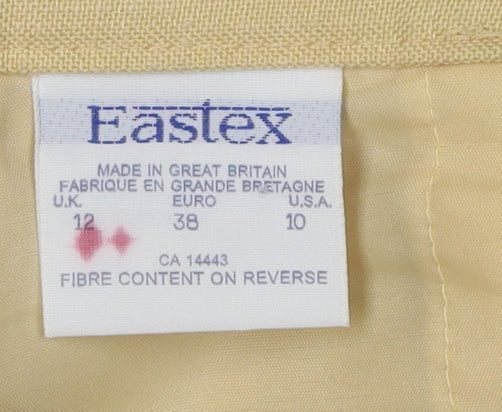 Eastex
MADE IN GREAT BRITAIN
FABRIQUE EN GRANDE BRETAGNE
U.K. EURO U.S.A.
12 38 10
CA 14443
FIBRE CONTENT ON REVERSE